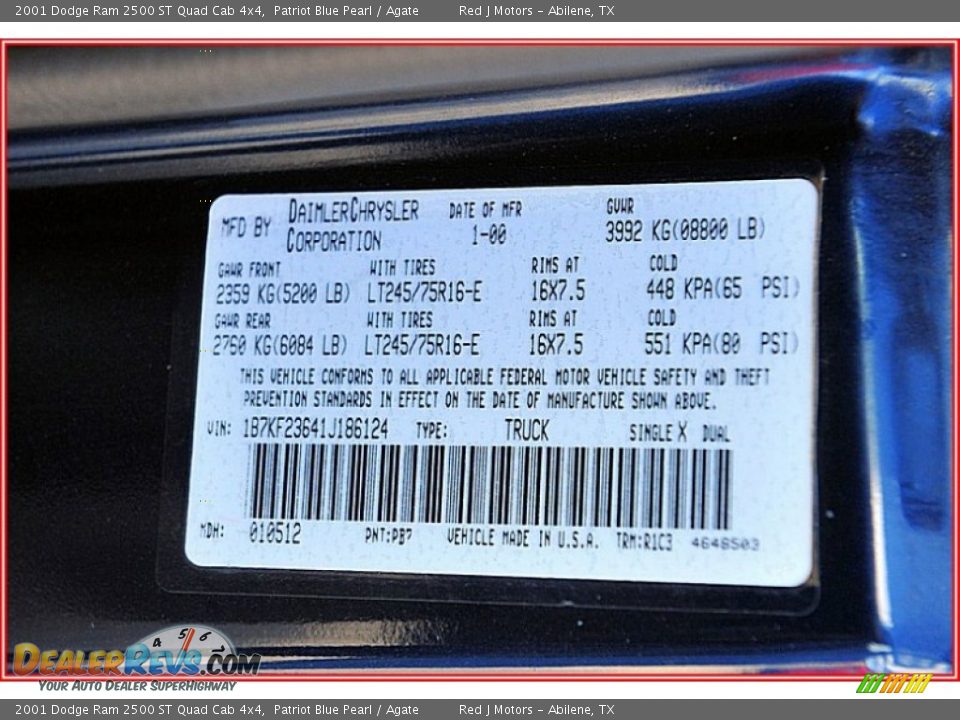 2001 Dodge Ram 2500 ST Quad Cab 4x4, Patriot Blue Pearl / Agate Red J Motors - Abilene, TX
MFD BY DAIMLERCHRYSLER CORPORATION DATE OF MFR 1-00 GVWR 3992 KG(08800 LB)
GAWR FRONT WITH TIRES RIMS AT COLD
2359 KG(5200 LB) LT245/75R16-E 16X7.5 448 KPA(65 PSI)
GAWR REAR WITH TIRES RIMS AT COLD
2760 KG(6084 LB) LT245/75R16-E 16X7.5 551 KPA(80 PSI)
THIS VEHICLE CONFORMS TO ALL APPLICABLE FEDERAL MOTOR VEHICLE SAFETY AND THEFT
PREVENTION STANDARDS IN EFFECT ON THE DATE OF MANUFACTURE SHOWN ABOVE.
VIN: 1B7KF23641J186124 TYPE: TRUCK SINGLE X DUAL
MDH: 010512 PNT:PB7 VEHICLE MADE IN U.S.A. TRM:R1C3 4648503
4 5 6
DEALERREVS.COM
YOUR AUTO DEALER SUPERHIGHWAY
2001 Dodge Ram 2500 ST Quad Cab 4x4, Patriot Blue Pearl / Agate Red J Motors - Abilene, TX